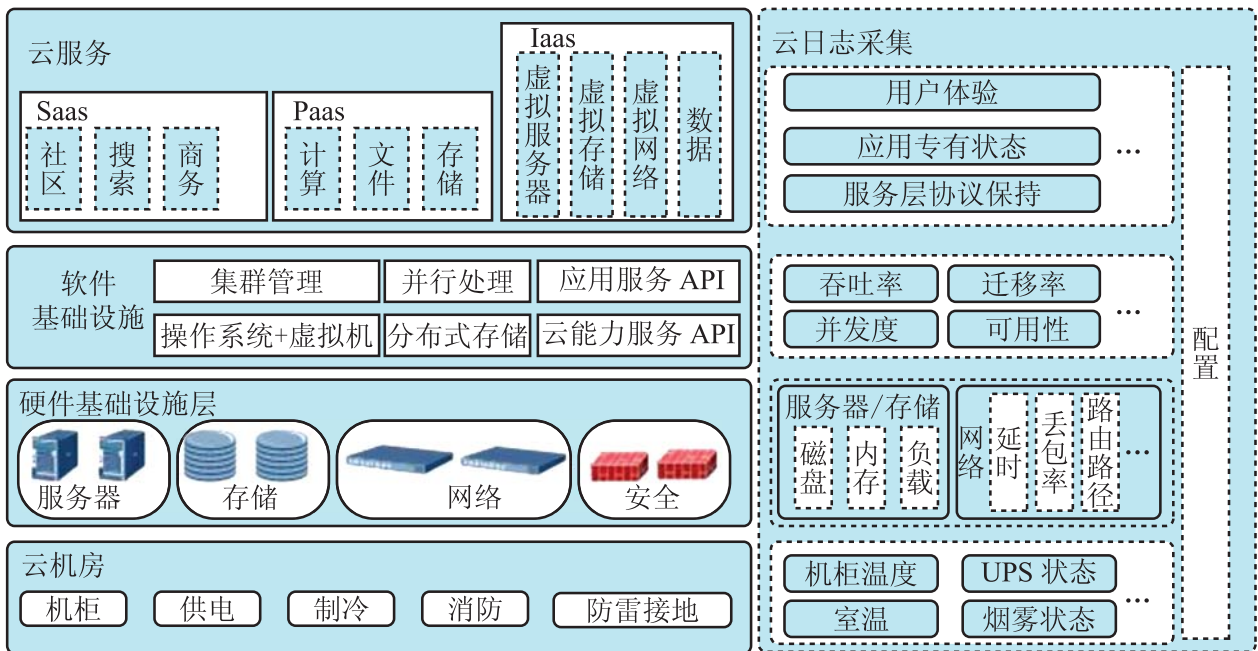 云服务
Saas
社区
搜索
商务
Paas
计算
文件
存储
Iaas
虚拟服务器
虚拟存储
虚拟网络
数据
软件
基础设施
集群管理
并行处理
应用服务 API
操作系统+虚拟机
分布式存储
云能力服务 API
硬件基础设施层
服务器
存储
网络
安全
云机房
机柜
供电
制冷
消防
防雷接地
云日志采集
用户体验
应用专有状态
服务层协议保持
...
吞吐率
迁移率
并发度
可用性
...
服务器/存储
磁盘
内存
负载
网络
延时
丢包率
路由路径
...
机柜温度
UPS 状态
室温
烟雾状态
...
配置